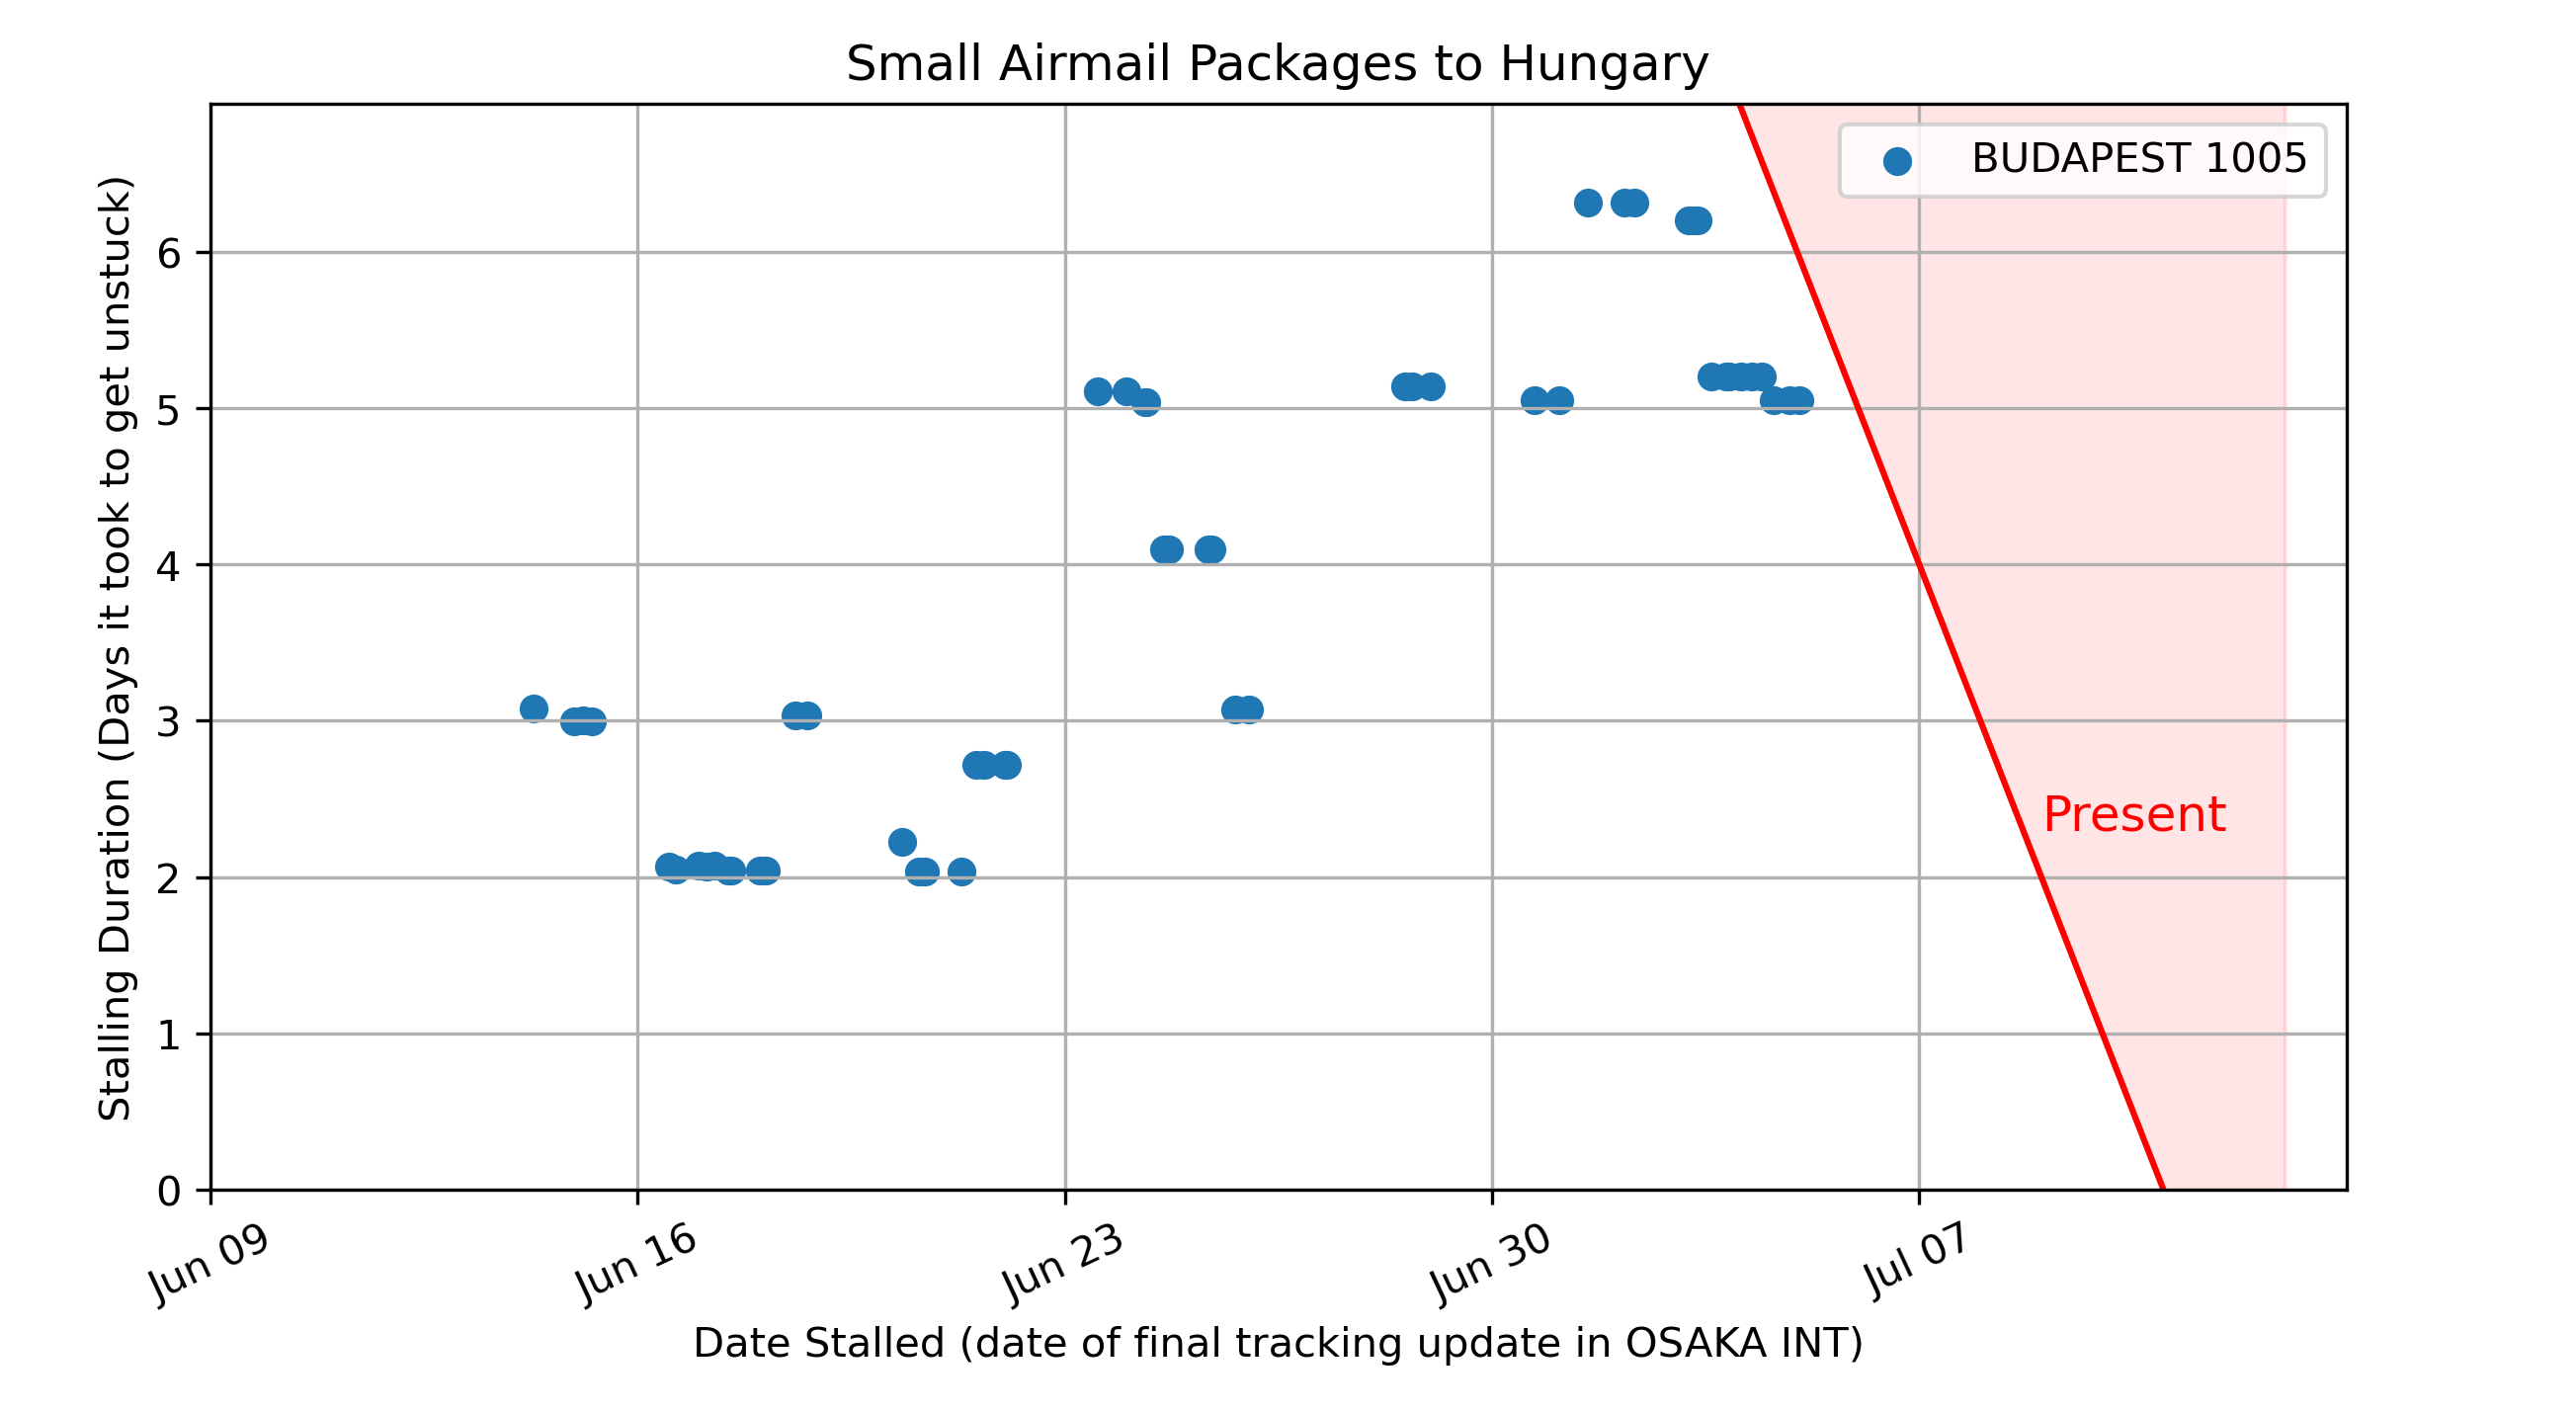 Small Airmail Packages to Hungary
BUDAPEST 1005
Stalling Duration (Days it took to get unstuck)
6
5
4
3
2
1
0
Present
Jun 09
Jun 16
Jun 23
Jun 30
Jul 07
Date Stalled (date of final tracking update in OSAKA INT)